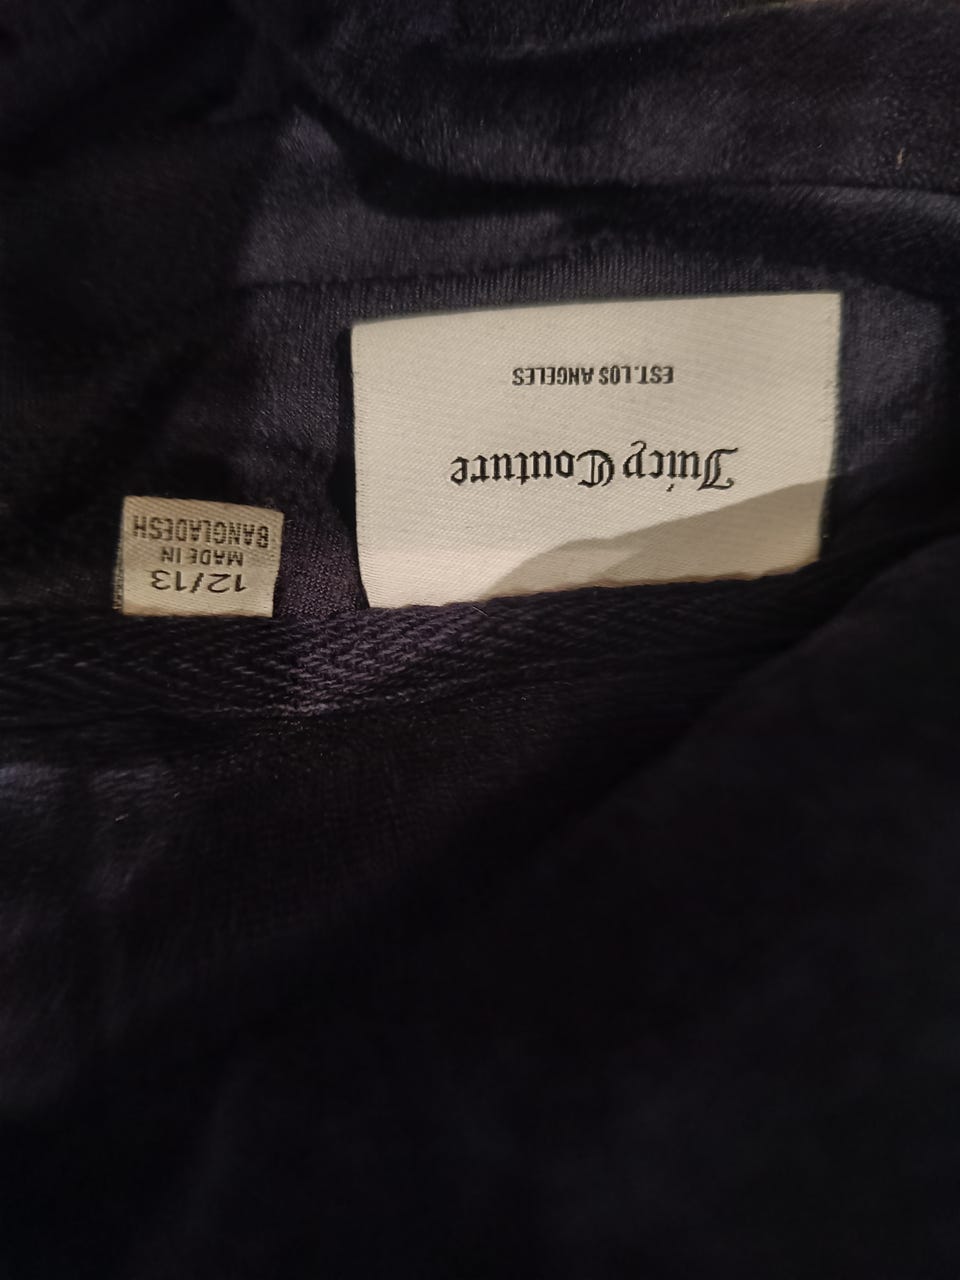 Juicy Couture
EST. LOS ANGELES
12/13
MADE IN
BANGLADESH